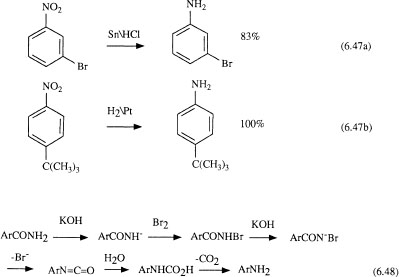 NO₂
NH₂
Sn\HCl
83%
(6.47a)
Br
Br
NO₂
NH₂
H₂\Pt
100%
(6.47b)
C(CH₃)₃
C(CH₃)₃
KOH Br₂ KOH
ArCONH₂ ArCONH⁻ ArCONHBr ArCON⁻Br
-Br⁻ H₂O -CO₂
ArN=C=O ArNHCO₂H ArNH₂ (6.48)